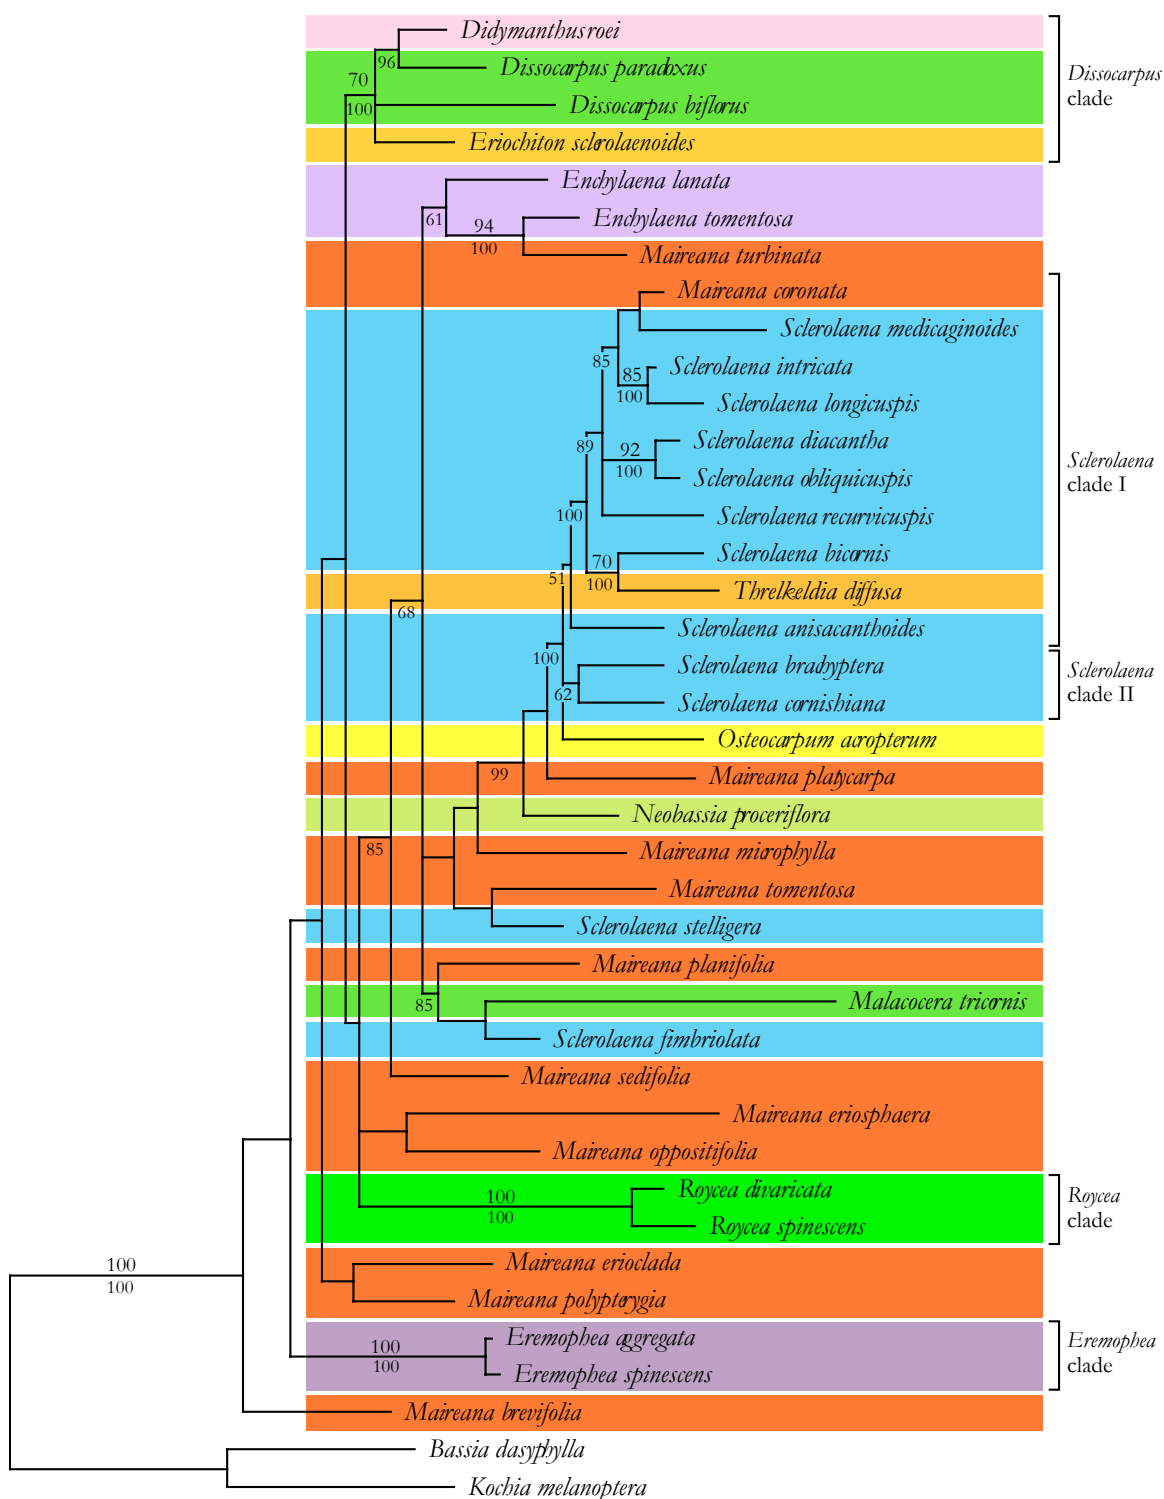 Didymanthus roei
96
Dissocarpus paradoxus
Dissocarpus
clade
70
100
Dissocarpus biflorus
Eriochiton sclerolaenoides
Enchylaena lanata
61
94
100
Enchylaena tomentosa
Maireana turbinata
Maireana coronata
Sclerolaena medicaginoides
85
85
100
Sclerolaena intricata
Sclerolaena longicuspis
89
92
100
Sclerolaena diacantha
Sclerolaena
clade I
Sclerolaena obliquicuspis
100
Sclerolaena recurvicuspis
70
100
Sclerolaena bicornis
51
Threlkeldia diffusa
68
Sclerolaena anisacanthoides
100
Sclerolaena brachyptera
Sclerolaena
clade II
62
Sclerolaena cornishiana
Osteocarpum acropterum
99
Maireana platycarpa
Neobassia proceriflora
85
Maireana microphylla
Maireana tomentosa
Sclerolaena stelligera
Maireana planifolia
85
Malacocera tricornis
Sclerolaena fimbriolata
Maireana sedifolia
Maireana eriosphaera
Maireana oppositifolia
100
100
Roycea divaricata
Roycea
clade
Roycea spinescens
100
100
Maireana erioclada
Maireana polypterygia
100
100
Eremophea aggregata
Eremophea
clade
Eremophea spinescens
Maireana brevifolia
Bassia dasyphylla
Kochia melanoptera